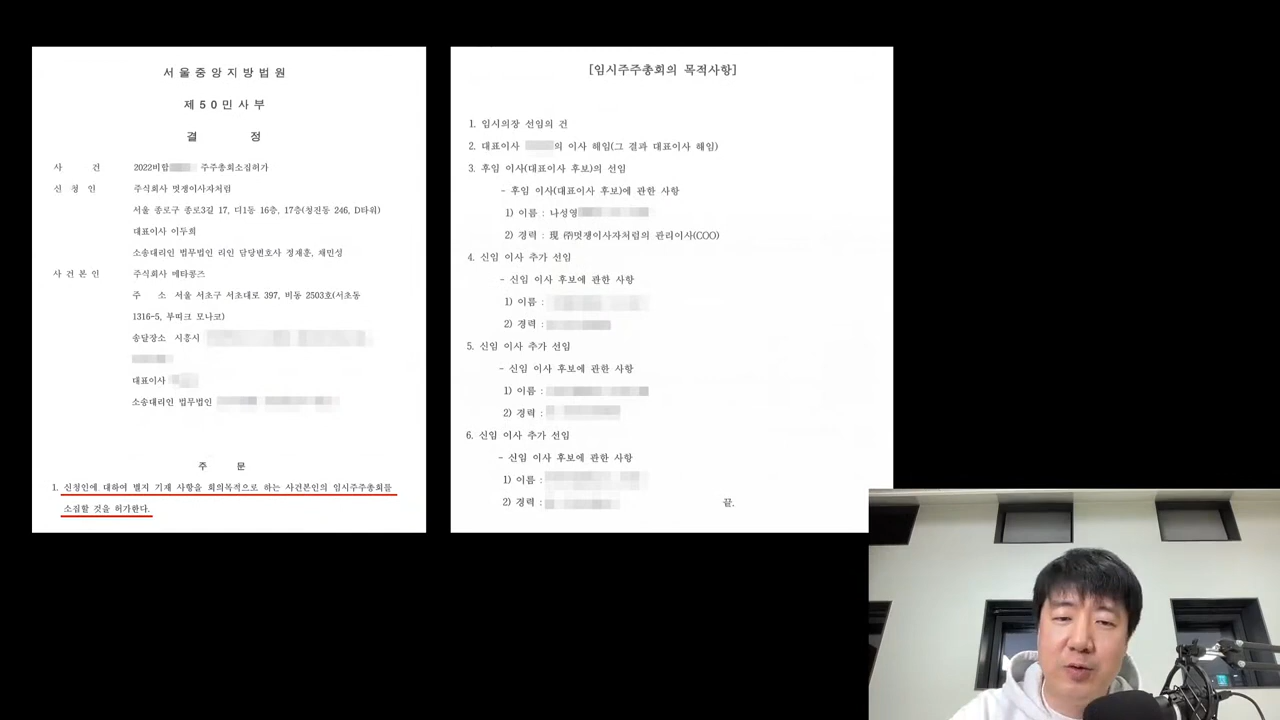 서울중앙지방법원
제50민사부
결 정
사 건 2022비합 주주총회소집허가
신 청 인 주식회사 멋쟁이사자처럼
서울 종로구 종로3길 17, 디1동 16층, 17층(청진동 246, D타워)
대표이사 이두희
소송대리인 법무법인 리인 담당변호사 정재훈, 채민성
사건본인 주식회사 메타콩즈
주 소 서울 서초구 서초대로 397, 비동 2503호(서초동
1316-5, 부띠크 모나코)
송달장소 시흥시
대표이사
소송대리인 법무법인
주 문
1. 신청인에 대하여 별지 기재 사항을 회의목적으로 하는 사건본인의 임시주주총회를
소집할 것을 허가한다.
[임시주주총회의 목적사항]
1. 임시의장 선임의 건
2. 대표이사 의 이사 해임(그 결과 대표이사 해임)
3. 후임 이사(대표이사 후보)의 선임
- 후임 이사(대표이사 후보)에 관한 사항
1) 이름 : 나성영
2) 경력 : 現 ㈜멋쟁이사자처럼의 관리이사(COO)
4. 신임 이사 추가 선임
- 신임 이사 후보에 관한 사항
1) 이름 :
2) 경력 :
5. 신임 이사 추가 선임
- 신임 이사 후보에 관한 사항
1) 이름 :
2) 경력 :
6. 신임 이사 추가 선임
- 신임 이사 후보에 관한 사항
1) 이름 :
2) 경력 :
끝.